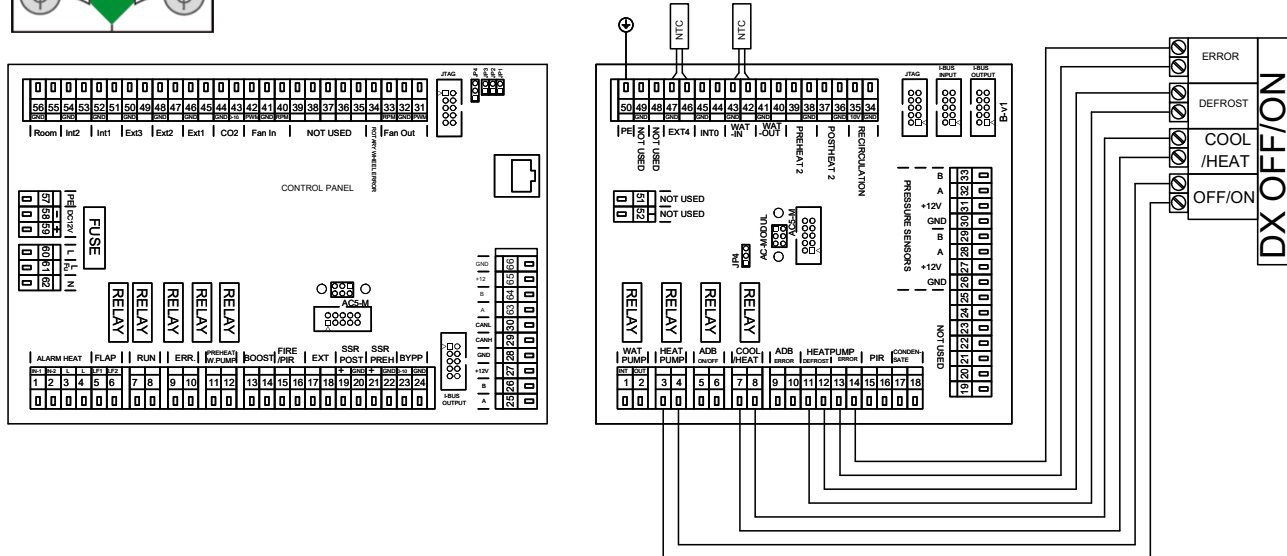 JTAG
JP4
JP3
JP2
JP1
56 55 54 53 52 51 50 49 48 47 46 45 44 43 42 41 40 39 38 37 36 35 34 33 32 31
GND GND GND GND GND GND GND 0-10 PWM GND RPM RPM GND PWM
Room Int2 Int1 Ext3 Ext2 Ext1 CO2 Fan In NOT USED ROTARY WHEEL ERROR Fan Out
CONTROL PANEL
57 58 59
PE DC12V - +
60 61 62
L L Fu N
FUSE
RELAY RELAY RELAY RELAY RELAY
AC5-M
GND 66
+12 65
B 64
A 63
CANL 30
CANH 29
GND 28
+12V 27
B 26
A 25
I-BUS
OUTPUT
ALARM HEAT FLAP RUN ERR. PREHEAT /W.PUMP BOOST FIRE /PIR EXT SSR POST SSR PREH BYPP
IN-1 IN-2 L L LF1 LF2 + GND + GND 0-10 GND
1 2 3 4 5 6 7 8 9 10 11 12 13 14 15 16 17 18 19 20 21 22 23 24
NTC
NTC
JTAG
I-BUS
INPUT
I-BUS
OUTPUT
B-V1
50 49 48 47 46 45 44 43 42 41 40 39 38 37 36 35 34
GND GND GND GND GND GND GND 10V GND
PE NOT USED NOT USED EXT4 INT0 WAT -IN WAT -OUT PREHEAT 2 POSTHEAT 2 RECIRCULATION
51 NOT USED
52 NOT USED
AC-MODUL
AC5-M
JP4
PRESSURE SENSORS
B 33
A 32
+12V 31
GND 30
B 29
A 28
+12V 27
GND 26
25
24
23
22
21
20
19
NOT USED
RELAY RELAY RELAY RELAY
WAT PUMP HEAT PUMP ADB ON/OFF COOL /HEAT ADB ERROR HEATPUMP DEFROST ERROR PIR CONDEN- SATE
INT OUT
1 2 3 4 5 6 7 8 9 10 11 12 13 14 15 16 17 18
ERROR
DEFROST
COOL
/HEAT
OFF/ON
DX OFF/ON